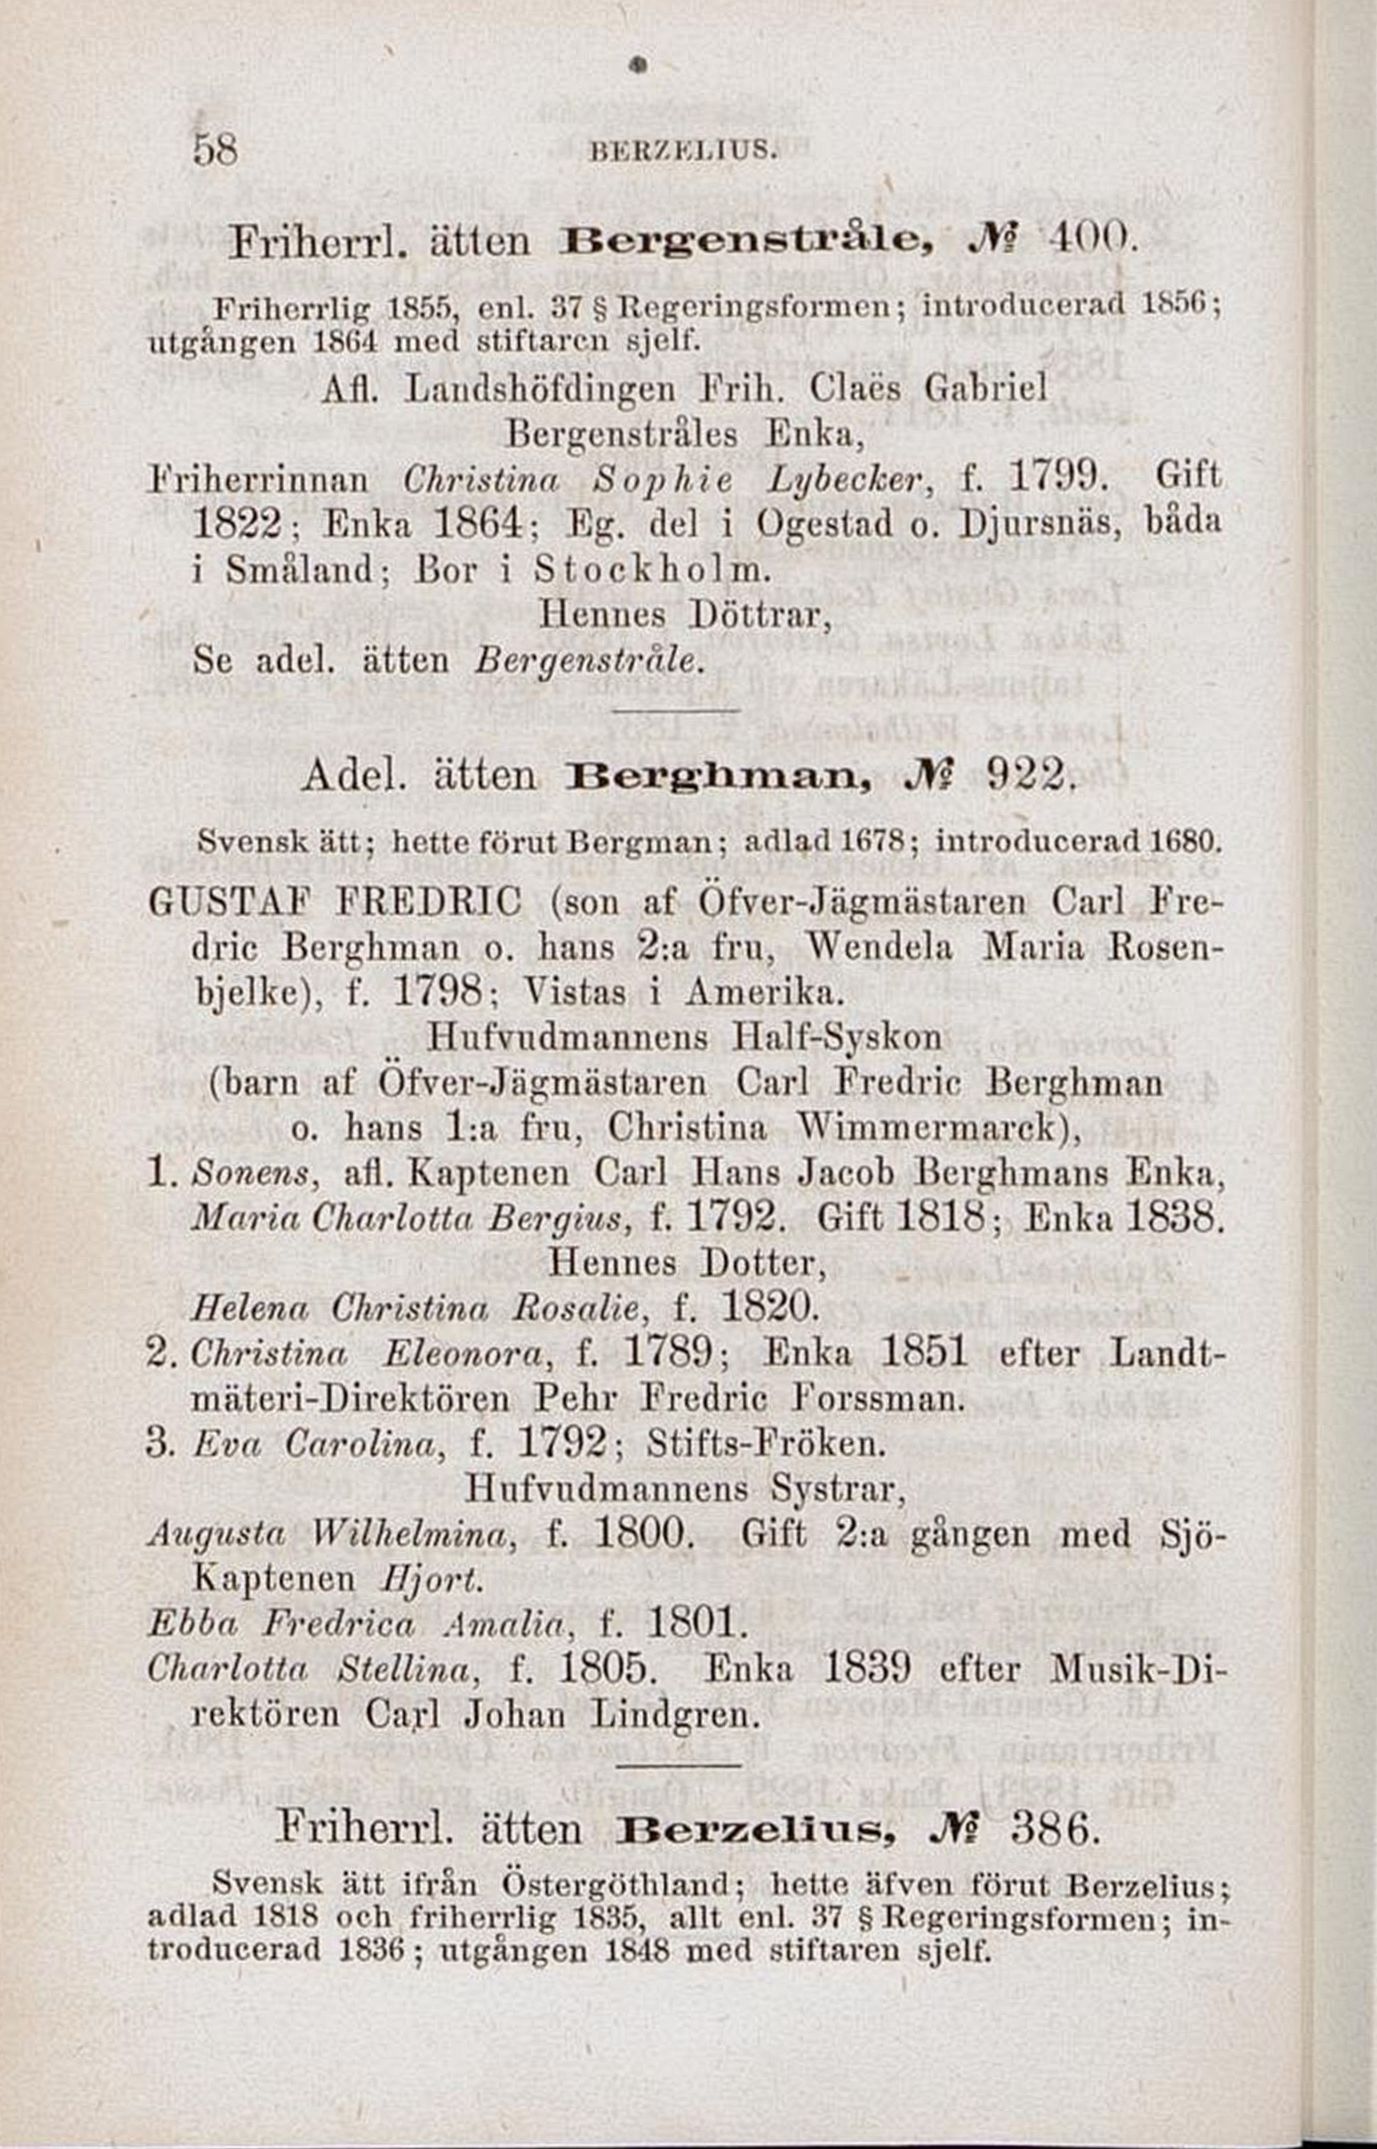 58 BERZELIUS.
Friherrl. ätten Bergenstråle, № 400.
Friherrlig 1855, enl. 37 § Regeringsformen; introducerad 1856;
utgången 1864 med stiftaren sjelf.
Afl. Landshöfdingen Frih. Claës Gabriel
Bergenstråles Enka,
Friherrinnan Christina Sophie Lybecker, f. 1799. Gift
1822; Enka 1864; Eg. del i Ogestad o. Djursnäs, båda
i Småland; Bor i Stockholm.
Hennes Döttrar,
Se adel. ätten Bergenstråle.
Adel. ätten Berghman, № 922.
Svensk ätt; hette förut Bergman; adlad 1678; introducerad 1680.
GUSTAF FREDRIC (son af Öfver-Jägmästaren Carl Fre-
dric Berghman o. hans 2:a fru, Wendela Maria Rosen-
bjelke), f. 1798; Vistas i Amerika.
Hufvudmannens Half-Syskon
(barn af Öfver-Jägmästaren Carl Fredric Berghman
o. hans 1:a fru, Christina Wimmermarck),
1. Sonens, afl. Kaptenen Carl Hans Jacob Berghmans Enka,
Maria Charlotta Bergius, f. 1792. Gift 1818; Enka 1838.
Hennes Dotter,
Helena Christina Rosalie, f. 1820.
2. Christina Eleonora, f. 1789; Enka 1851 efter Landt-
mäteri-Direktören Pehr Fredric Forssman.
3. Eva Carolina, f. 1792; Stifts-Fröken.
Hufvudmannens Systrar,
Augusta Wilhelmina, f. 1800. Gift 2:a gången med Sjö-
Kaptenen Hjort.
Ebba Fredrica Amalia, f. 1801.
Charlotta Stellina, f. 1805. Enka 1839 efter Musik-Di-
rektören Carl Johan Lindgren.
Friherrl. ätten Berzelius, № 386.
Svensk ätt ifrån Östergöthland; hette äfven förut Berzelius;
adlad 1818 och friherrlig 1835, allt enl. 37 § Regeringsformen; in-
troducerad 1836; utgången 1848 med stiftaren sjelf.